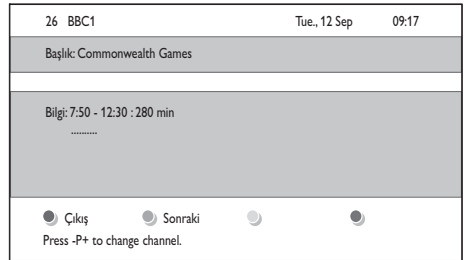 26 BBC1 Tue., 12 Sep 09:17
Başlık: Commonwealth Games
Bilgi: 7:50 - 12:30 : 280 min
..........
Çıkış Sonraki
Press -P+ to change channel.